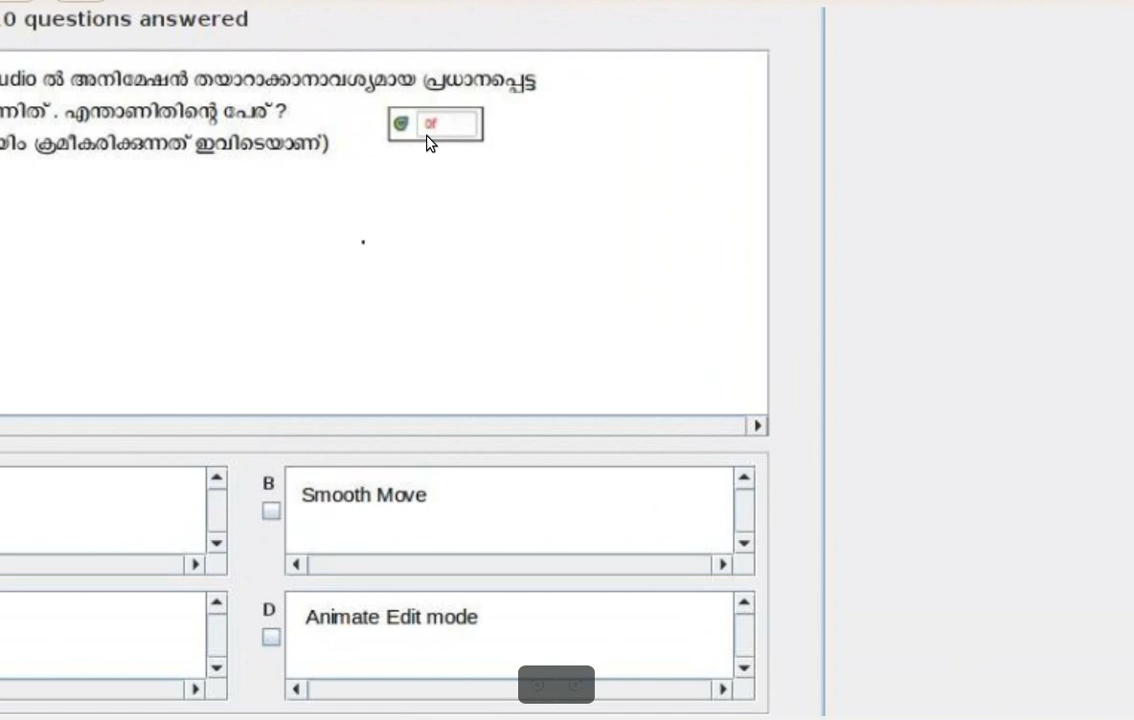 0 questions answered
udio ൽ അനിമേഷൻ തയാറാക്കാനാവശ്യമായ പ്രധാനപ്പെട്ട
ന്നിത് . എന്താണിതിന്റെ പേര് ?
0f
യിം ക്രമീകരിക്കുന്നത് ഇവിടെയാണ്)
B
Smooth Move
D
Animate Edit mode